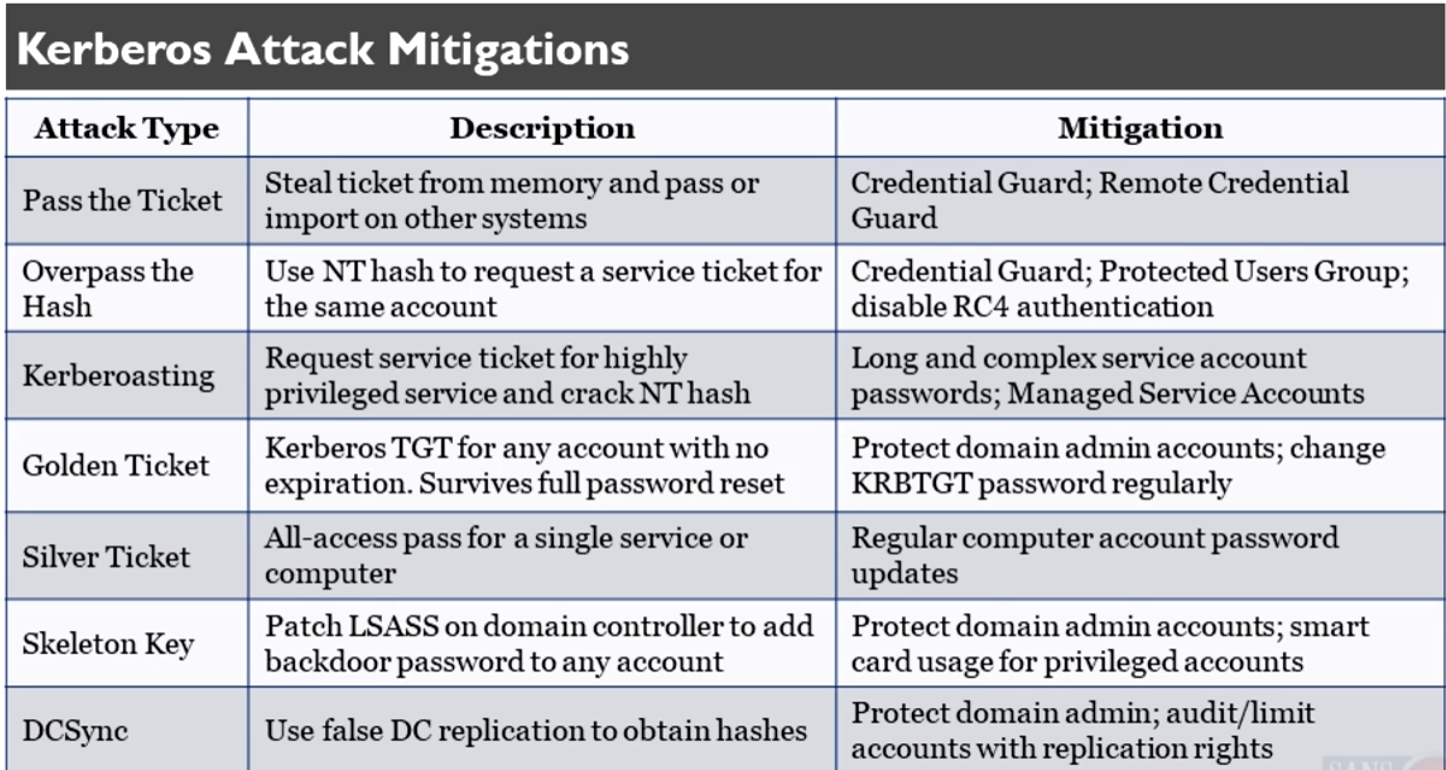 Kerberos Attack Mitigations
Attack Type
Description
Mitigation
Pass the Ticket
Steal ticket from memory and pass or
import on other systems
Credential Guard; Remote Credential
Guard
Overpass the
Hash
Use NT hash to request a service ticket for
the same account
Credential Guard; Protected Users Group;
disable RC4 authentication
Kerberoasting
Request service ticket for highly
privileged service and crack NT hash
Long and complex service account
passwords; Managed Service Accounts
Golden Ticket
Kerberos TGT for any account with no
expiration. Survives full password reset
Protect domain admin accounts; change
KRBTGT password regularly
Silver Ticket
All-access pass for a single service or
computer
Regular computer account password
updates
Skeleton Key
Patch LSASS on domain controller to add
backdoor password to any account
Protect domain admin accounts; smart
card usage for privileged accounts
DCSync
Use false DC replication to obtain hashes
Protect domain admin; audit/limit
accounts with replication rights
SANS